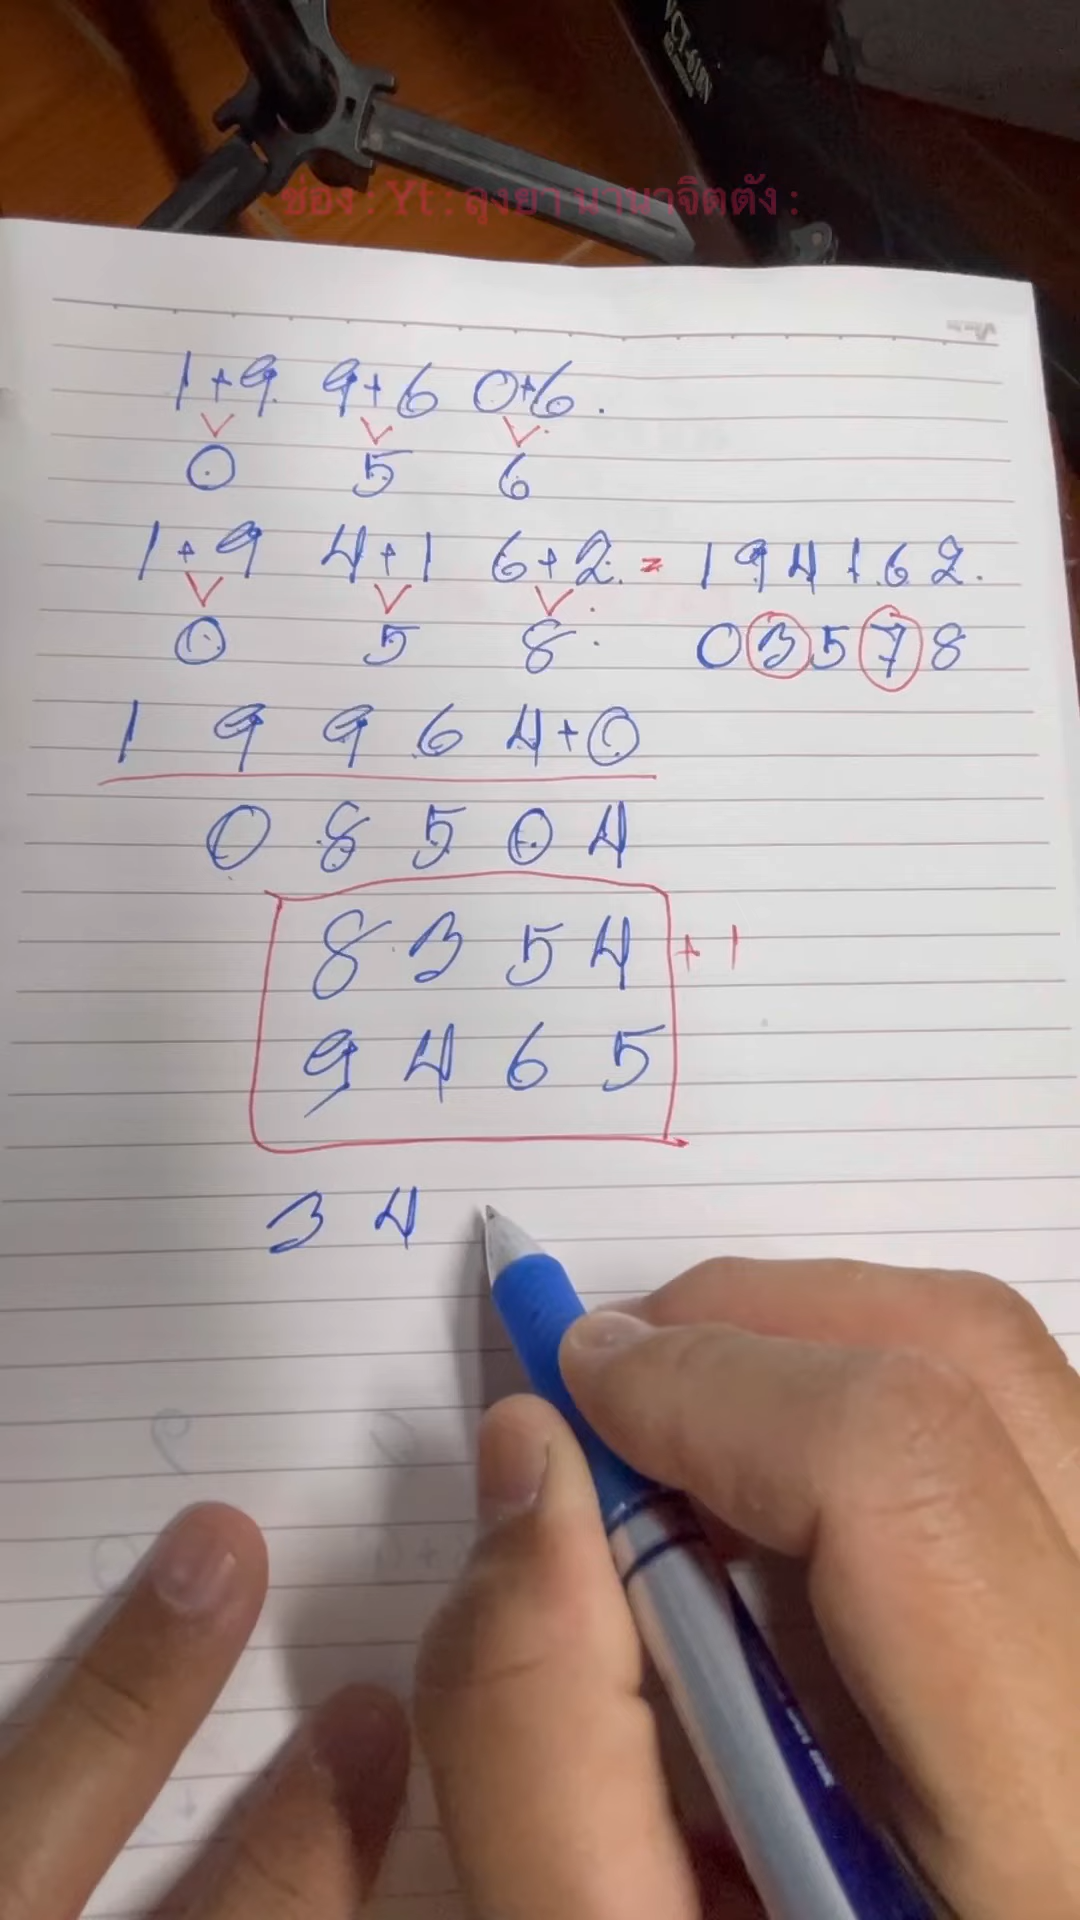 VCT-618N
ช่อง : Yt : ลุงยา นานาจิตตัง :
1+9 9+6 0+6.
0 5 6
1+9 4+1 6+2. = 194162.
0 5 8. 03578
1 9 9 6 4+0
0 8 5 0 4
8 3 5 4 +1
9 4 6 5
3 4